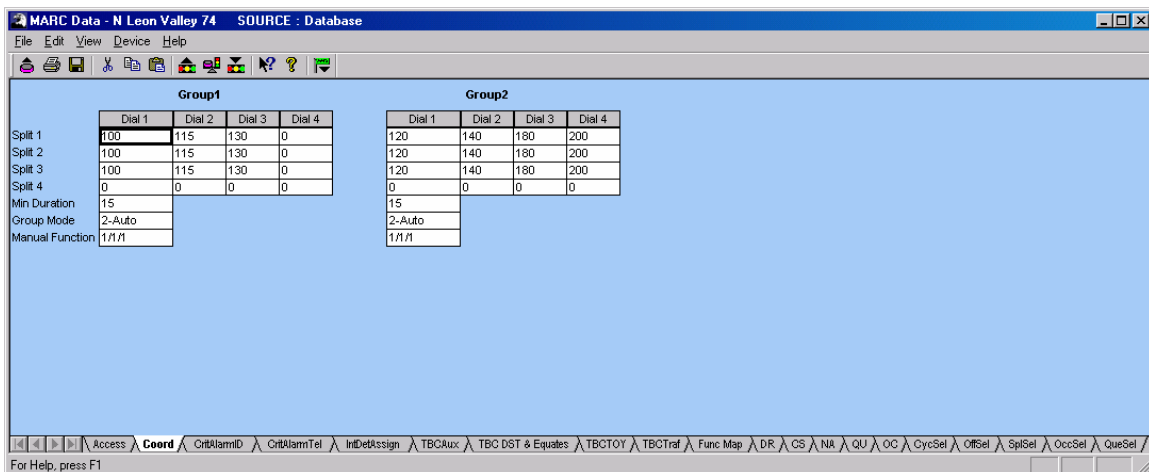 MARC Data - N Leon Valley 74 SOURCE : Database
File Edit View Device Help
Group1 Group2
Dial 1 Dial 2 Dial 3 Dial 4 Dial 1 Dial 2 Dial 3 Dial 4
Split 1 100 115 130 0 120 140 180 200
Split 2 100 115 130 0 120 140 180 200
Split 3 100 115 130 0 120 140 180 200
Split 4 0 0 0 0 0 0 0 0
Min Duration 15 15
Group Mode 2-Auto 2-Auto
Manual Function 1/1/1 1/1/1
Access Coord CritAlarmID CritAlarmTel IntDetAssign TBCAux TBC DST & Equates TBCTOY TBCTraf Func Map DR CS NA QU OC CycSel OffSel SplSel OccSel QueSel
For Help, press F1